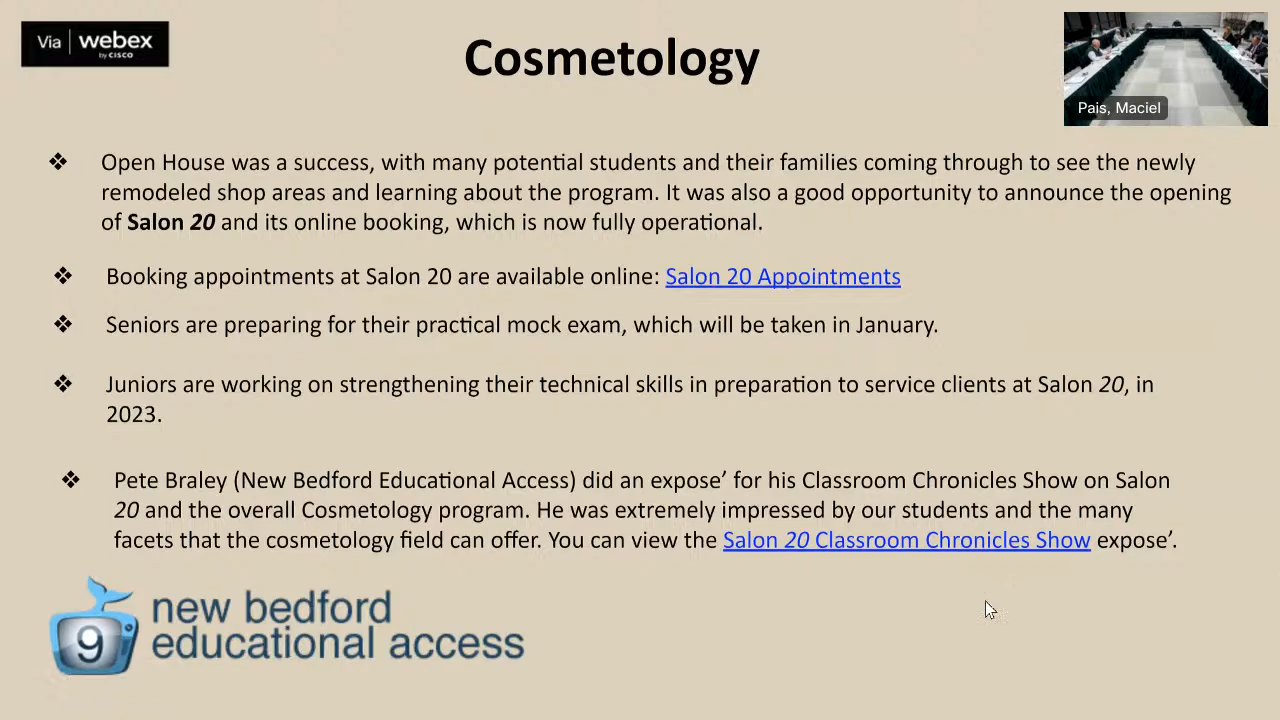 Via webex
by CISCO
Cosmetology
Pais, Maciel
❖ Open House was a success, with many potential students and their families coming through to see the newly
remodeled shop areas and learning about the program. It was also a good opportunity to announce the opening
of Salon 20 and its online booking, which is now fully operational.
❖ Booking appointments at Salon 20 are available online: Salon 20 Appointments
❖ Seniors are preparing for their practical mock exam, which will be taken in January.
❖ Juniors are working on strengthening their technical skills in preparation to service clients at Salon 20, in
2023.
❖ Pete Braley (New Bedford Educational Access) did an expose’ for his Classroom Chronicles Show on Salon
20 and the overall Cosmetology program. He was extremely impressed by our students and the many
facets that the cosmetology field can offer. You can view the Salon 20 Classroom Chronicles Show expose’.
9
new bedford
educational access